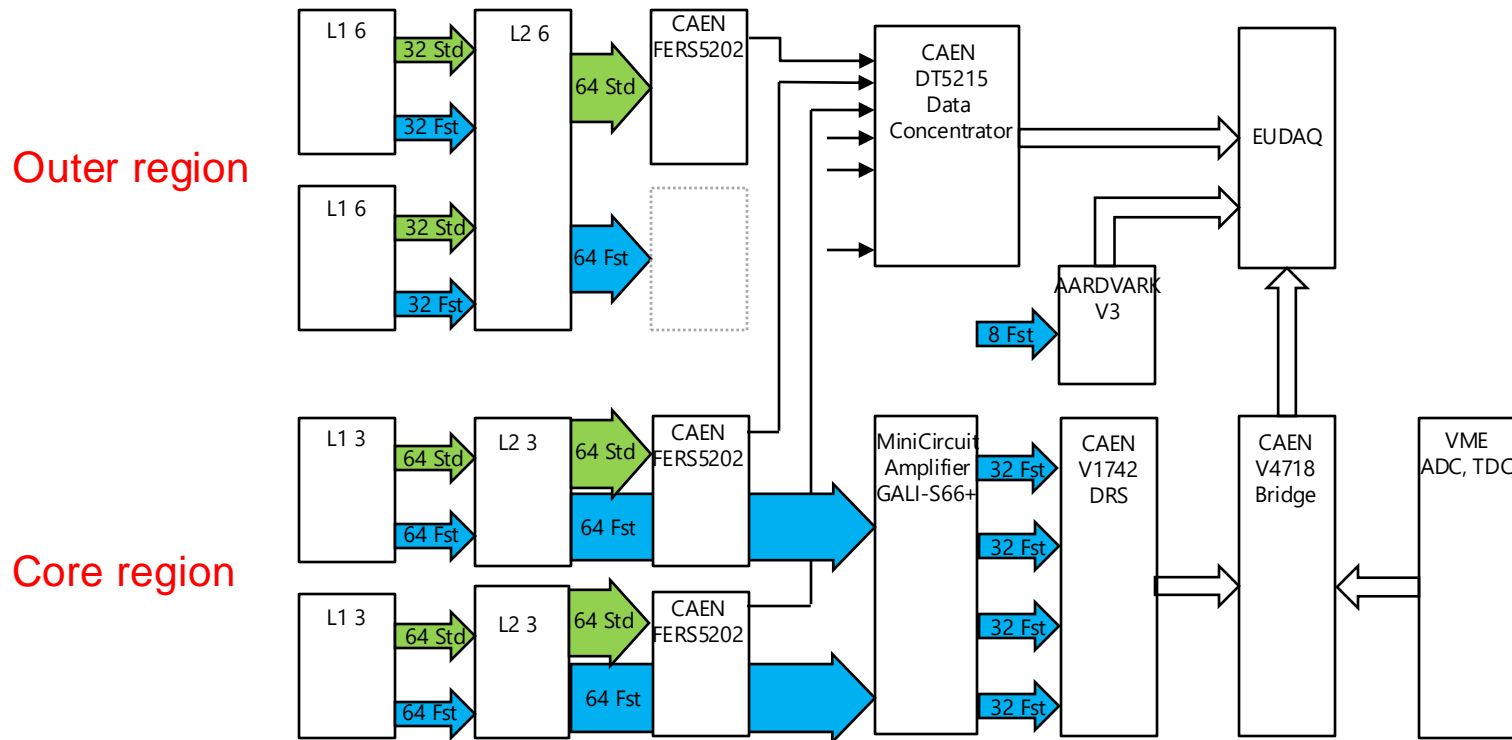 Outer region
L1 6
32 Std
32 Fst
L1 6
32 Std
32 Fst
L2 6
64 Std
64 Fst
CAEN
FERS5202
CAEN
DT5215
Data
Concentrator
EUDAQ
AARDVARK
V3
8 Fst
Core region
L1 3
64 Std
64 Fst
L2 3
64 Std
64 Fst
CAEN
FERS5202
L1 3
64 Std
64 Fst
L2 3
64 Std
64 Fst
CAEN
FERS5202
MiniCircuit
Amplifier
GALI-S66+
32 Fst
32 Fst
32 Fst
32 Fst
CAEN
V1742
DRS
CAEN
V4718
Bridge
VME
ADC, TDC